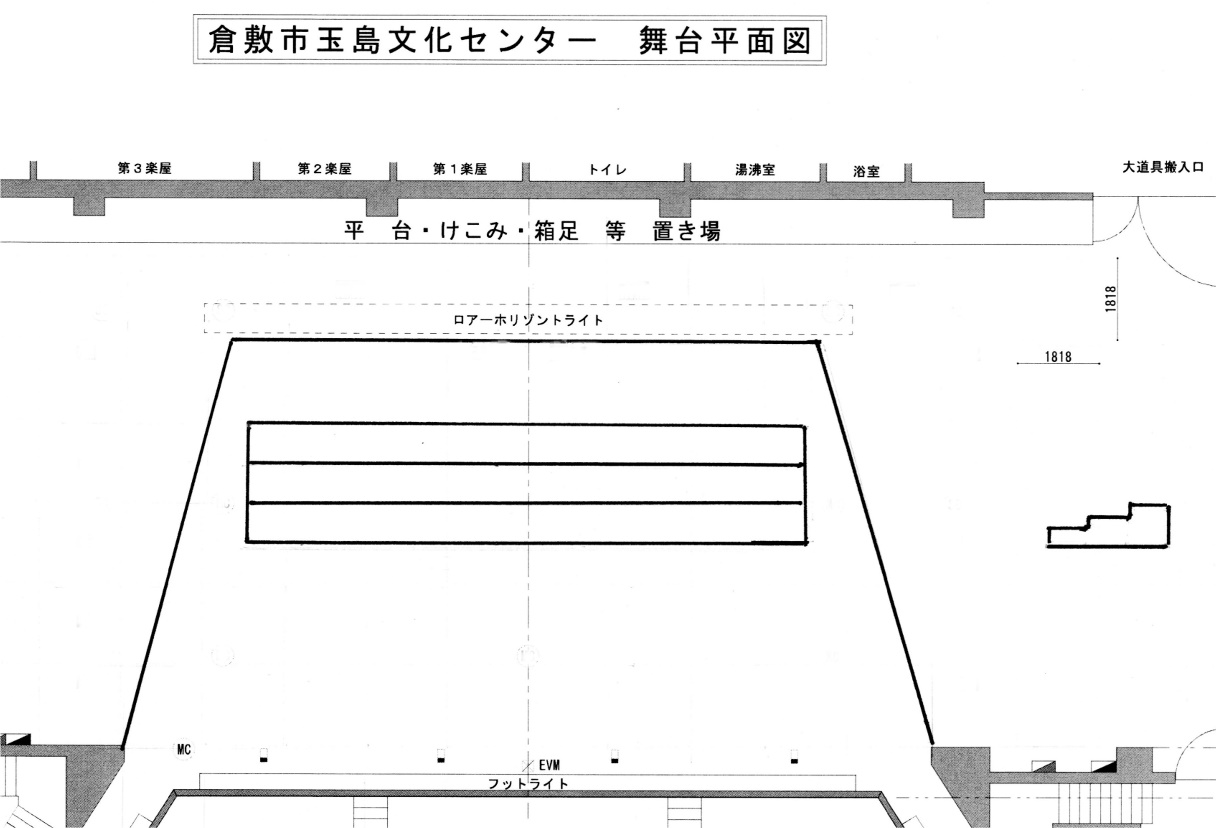 倉敷市玉島文化センター　舞台平面図
第3楽屋
第2楽屋
第1楽屋
トイレ
湯沸室
浴室
大道具搬入口
平　台・けこみ・箱足　等　置き場
ロアーホリゾントライト
1818
1818
MC
EVM
フットライト